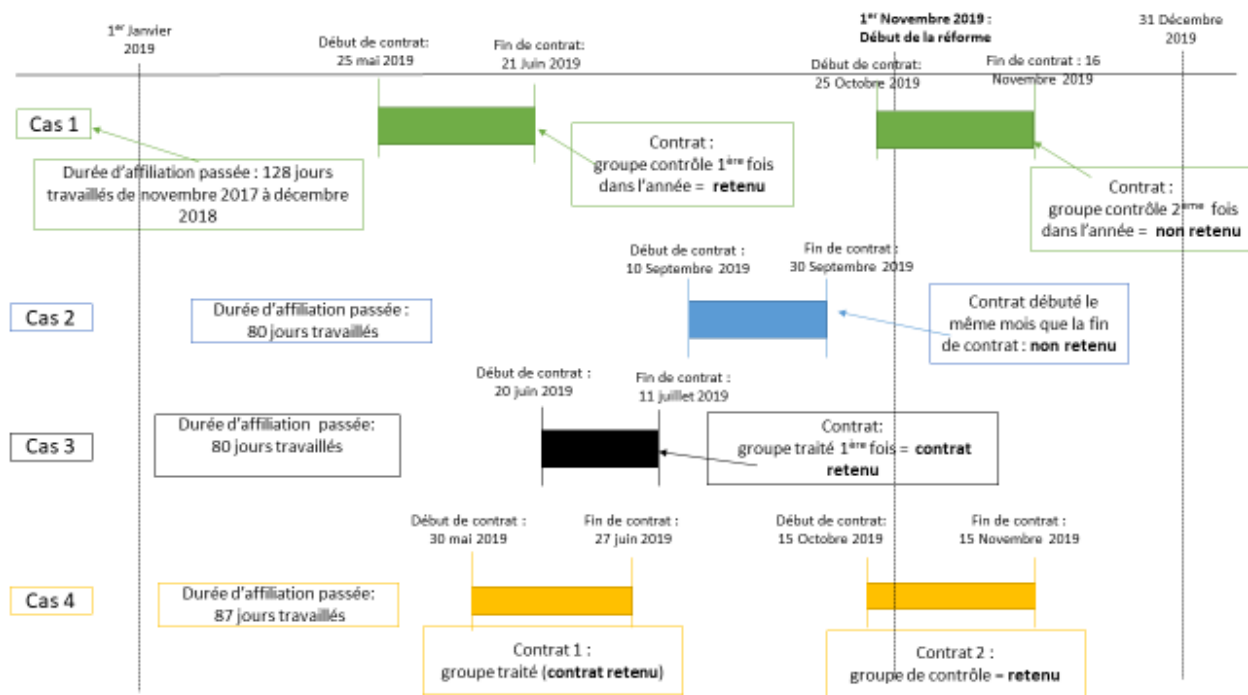 1er Janvier
2019
1er Novembre 2019 :
Début de la réforme
31 Décembre
2019
Début de contrat:
25 mai 2019
Fin de contrat:
21 Juin 2019
Début de contrat:
25 Octobre 2019
Fin de contrat : 16
Novembre 2019
Cas 1
Durée d'affiliation passée : 128 jours
travaillés de novembre 2017 à décembre
2018
Contrat :
groupe contrôle 1ère fois
dans l'année = retenu
Contrat :
groupe contrôle 2ème fois
dans l'année = non retenu
Début de contrat :
10 Septembre 2019
Fin de contrat :
30 Septembre 2019
Cas 2
Durée d'affiliation passée :
80 jours travaillés
Contrat débuté le
même mois que la fin
de contrat : non retenu
Début de contrat :
20 juin 2019
Fin de contrat :
11 juillet 2019
Cas 3
Durée d'affiliation passée:
80 jours travaillés
Contrat:
groupe traité 1ère fois = contrat
retenu
Début de contrat :
30 mai 2019
Fin de contrat :
27 juin 2019
Début de contrat:
15 Octobre 2019
Fin de contrat :
15 Novembre 2019
Cas 4
Durée d'affiliation passée:
87 jours travaillés
Contrat 1 :
groupe traité (contrat retenu)
Contrat 2 :
groupe de contrôle = retenu